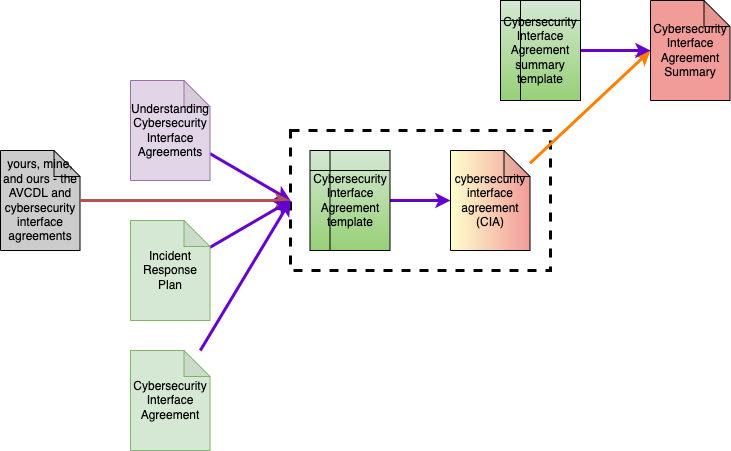 Cybersecurity
Interface
Agreement
summary
template
Cybersecurity
Interface
Agreement
Summary
Understanding
Cybersecurity
Interface
Agreements
yours, mine,
and ours - the
AVCDL and
cybersecurity
interface
agreements
Cybersecurity
Interface
Agreement
template
cybersecurity
interface
agreement
(CIA)
Incident
Response
Plan
Cybersecurity
Interface
Agreement